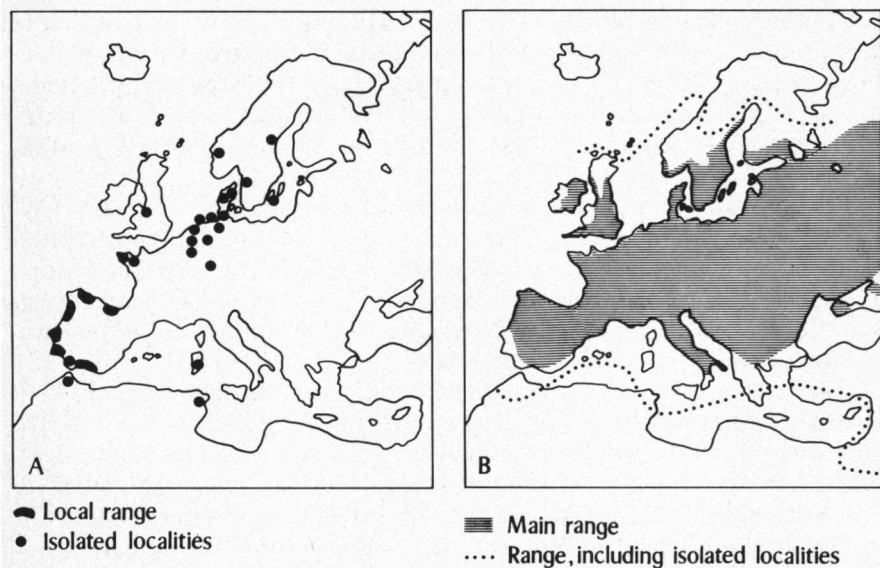 A
B
Local range
Isolated localities
Main range
Range, including isolated localities